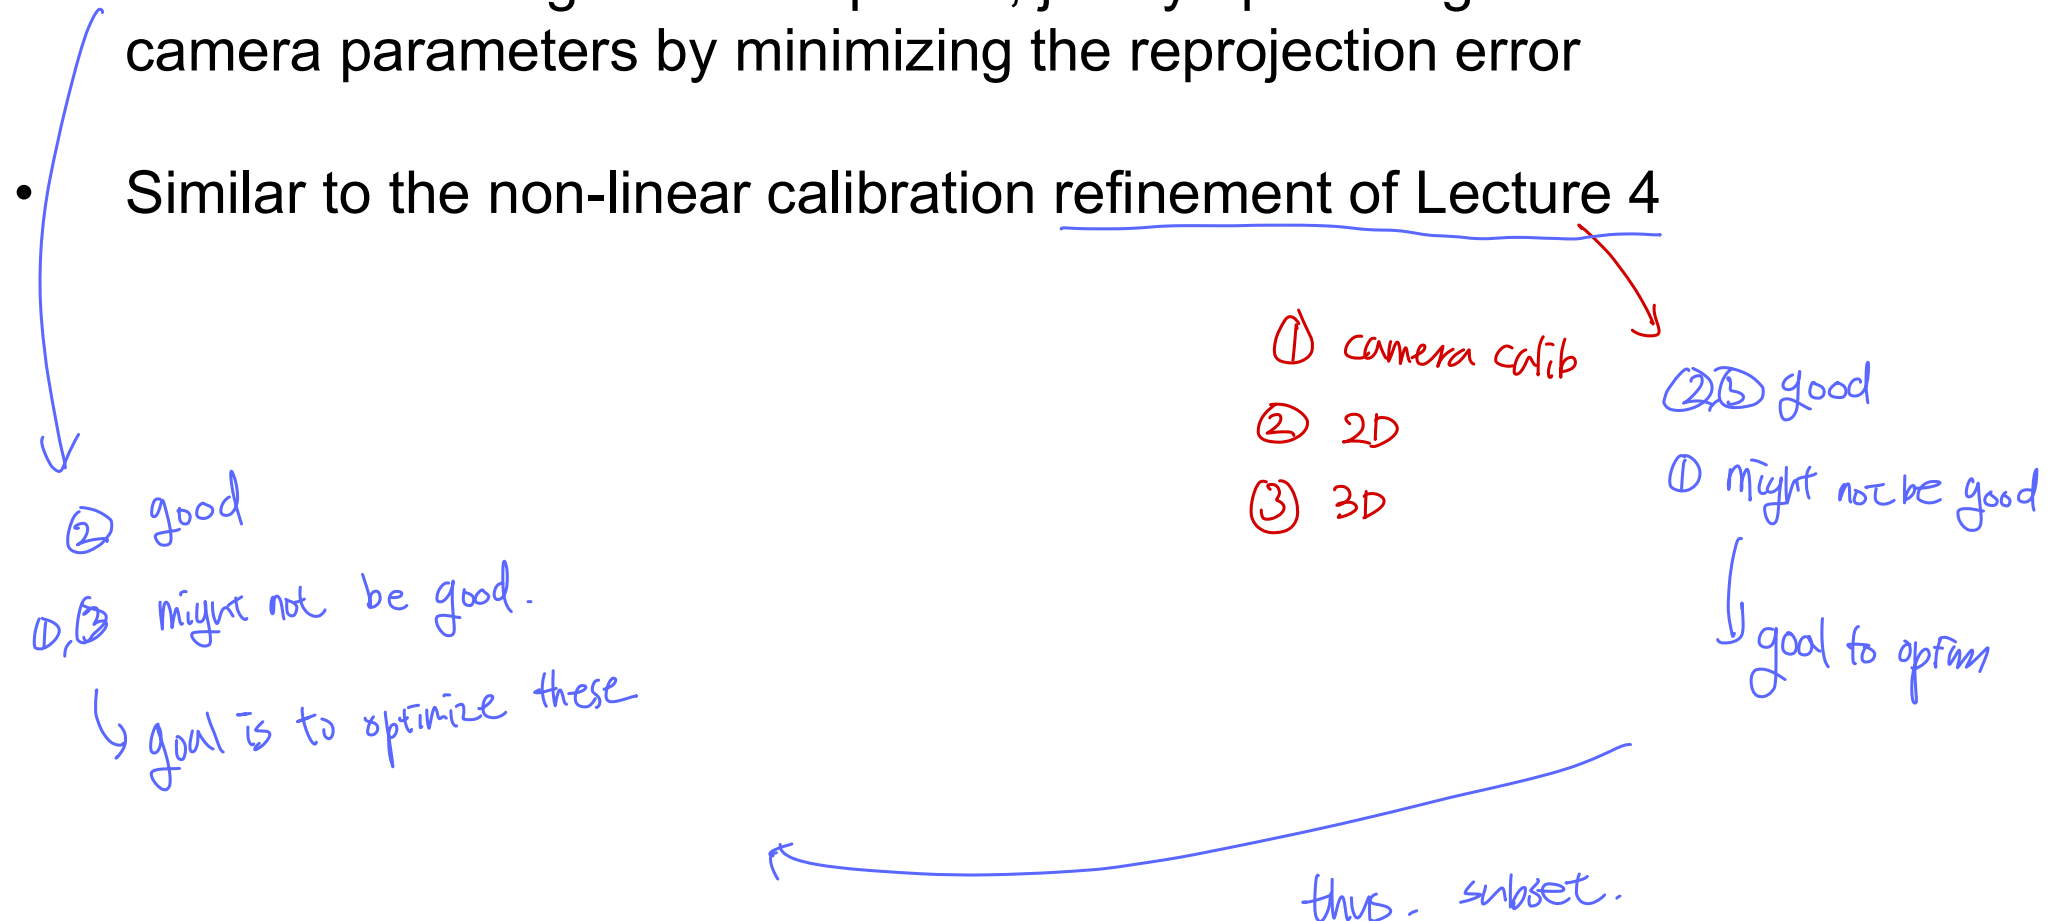 camera parameters by minimizing the reprojection error
• Similar to the non-linear calibration refinement of Lecture 4
① camera calib
② 2D
③ 3D
②,③ good
① might not be good
goal to optim
② good
①,③ might not be good.
goal is to optimize these
thus. subset.